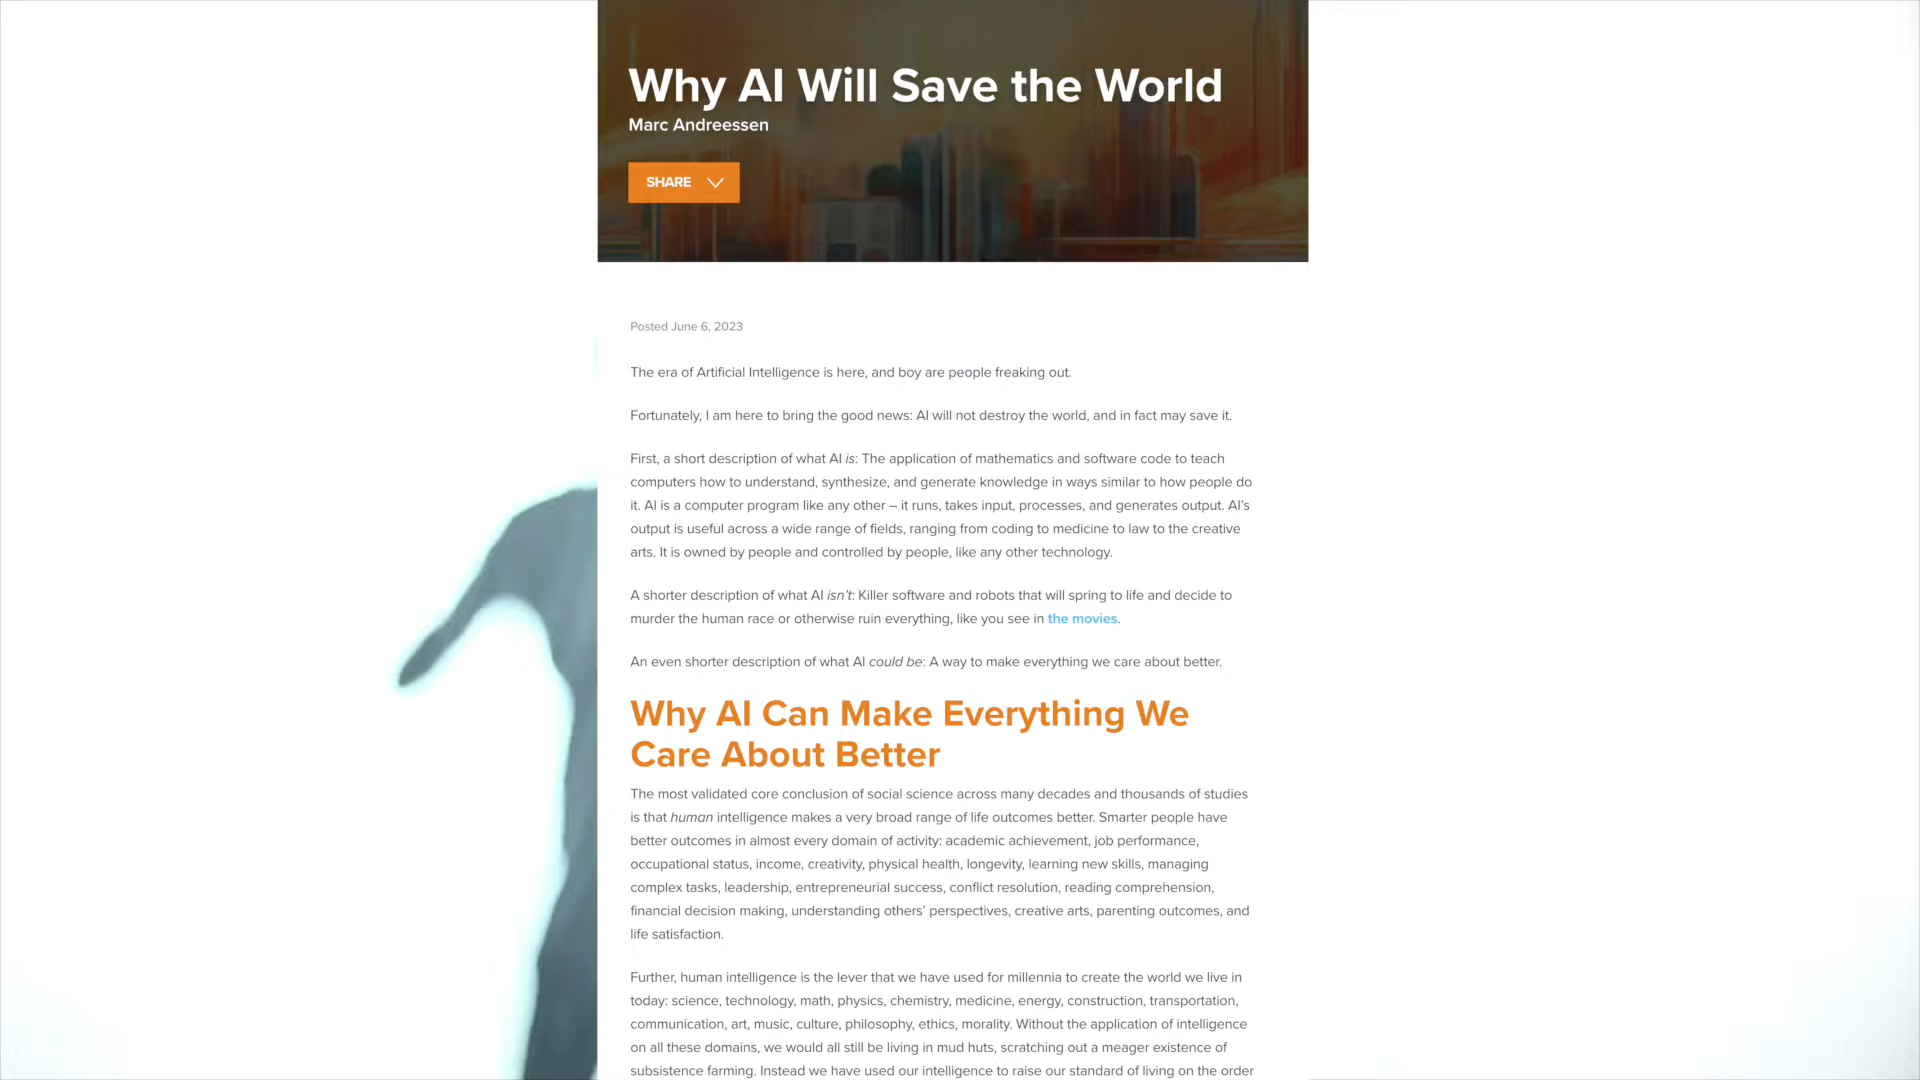 Why AI Will Save the World
Marc Andreessen
SHARE
Posted June 6, 2023
The era of Artificial Intelligence is here, and boy are people freaking out.
Fortunately, I am here to bring the good news: AI will not destroy the world, and in fact may save it.
First, a short description of what AI is: The application of mathematics and software code to teach
computers how to understand, synthesize, and generate knowledge in ways similar to how people do
it. AI is a computer program like any other – it runs, takes input, processes, and generates output. AI's
output is useful across a wide range of fields, ranging from coding to medicine to law to the creative
arts. It is owned by people and controlled by people, like any other technology.
A shorter description of what AI isn't: Killer software and robots that will spring to life and decide to
murder the human race or otherwise ruin everything, like you see in the movies.
An even shorter description of what AI could be: A way to make everything we care about better.
Why AI Can Make Everything We
Care About Better
The most validated core conclusion of social science across many decades and thousands of studies
is that human intelligence makes a very broad range of life outcomes better. Smarter people have
better outcomes in almost every domain of activity: academic achievement, job performance,
occupational status, income, creativity, physical health, longevity, learning new skills, managing
complex tasks, leadership, entrepreneurial success, conflict resolution, reading comprehension,
financial decision making, understanding others' perspectives, creative arts, parenting outcomes, and
life satisfaction.
Further, human intelligence is the lever that we have used for millennia to create the world we live in
today: science, technology, math, physics, chemistry, medicine, energy, construction, transportation,
communication, art, music, culture, philosophy, ethics, morality. Without the application of intelligence
on all these domains, we would all still be living in mud huts, scratching out a meager existence of
subsistence farming. Instead we have used our intelligence to raise our standard of living on the order